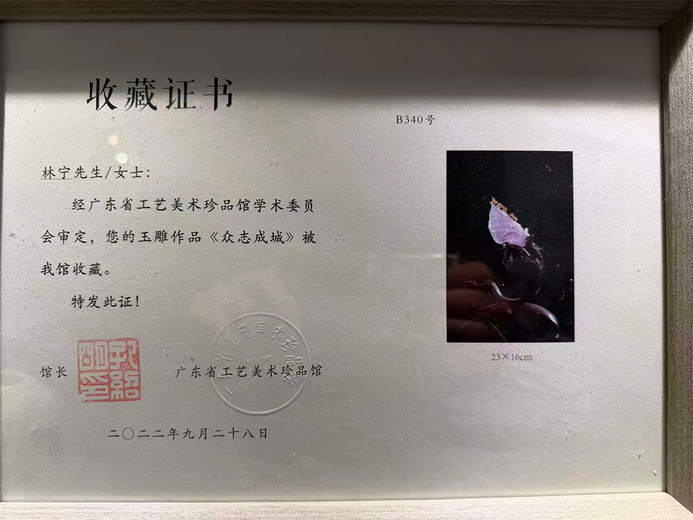 收藏证书
B340号
林宁先生/女士：
经广东省工艺美术珍品馆学术委员
会审定，您的玉雕作品《众志成城》被
我馆收藏。
特发此证！
23×16cm
馆长
广东省工艺美术珍品馆
二〇二二年九月二十八日